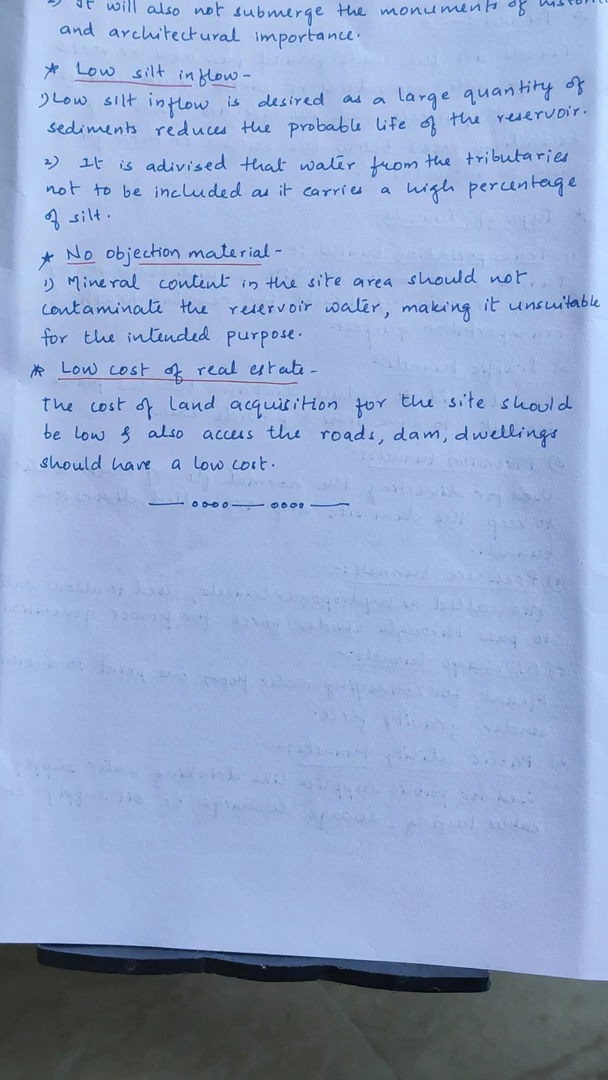 2) It will also not submerge the monuments of
and architectural importance.
* Low silt inflow -
1) Low silt inflow is desired as a large quantity of
sediments reduces the probable life of the reservoir.
2) It is adivised that water from the tributaries
not to be included as it carries a high percentage
of silt.
* No objection material -
1) Mineral content in the site area should not
contaminate the reservoir water, making it unsuitable
for the intended purpose.
* Low cost of real estate -
The cost of land acquisition for the site should
be low & also access the roads, dam, dwellings
should have a low cost.